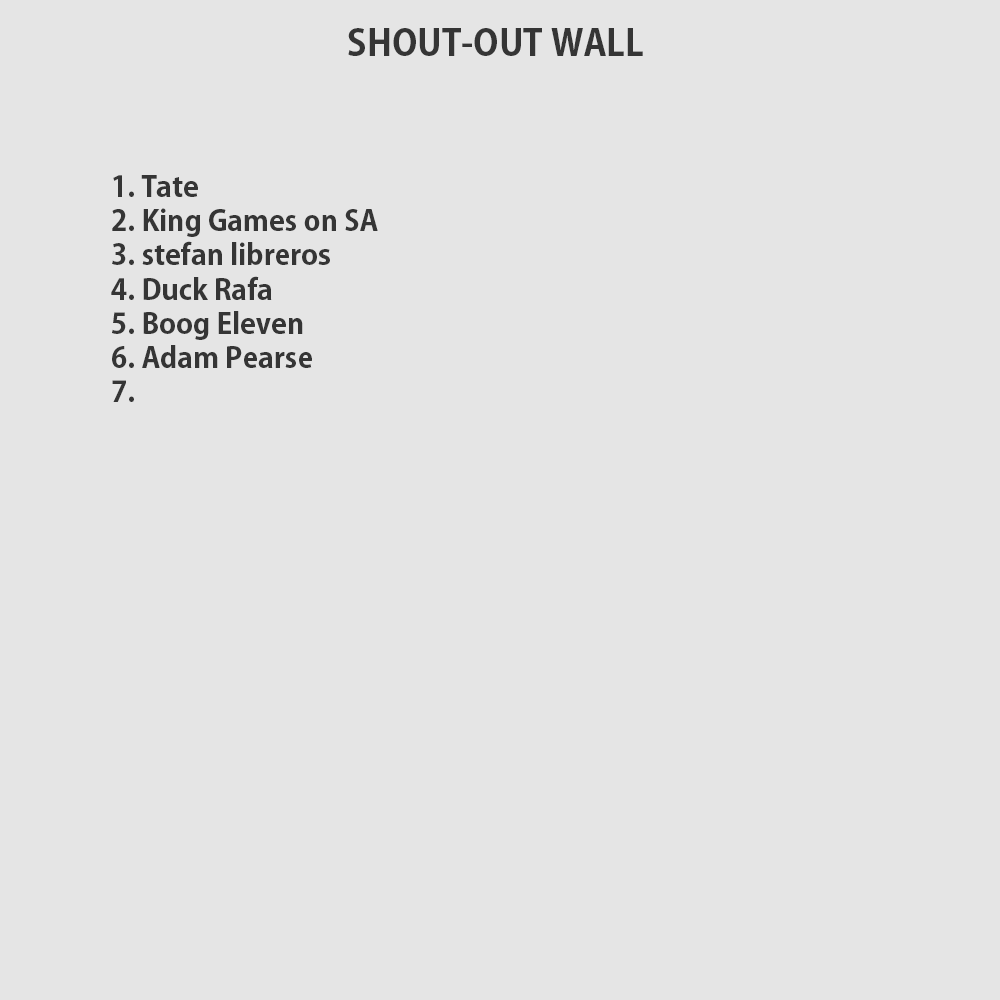 SHOUT-OUT WALL
1. Tate
2. King Games on SA
3. stefan libreros
4. Duck Rafa
5. Boog Eleven
6. Adam Pearse
7.